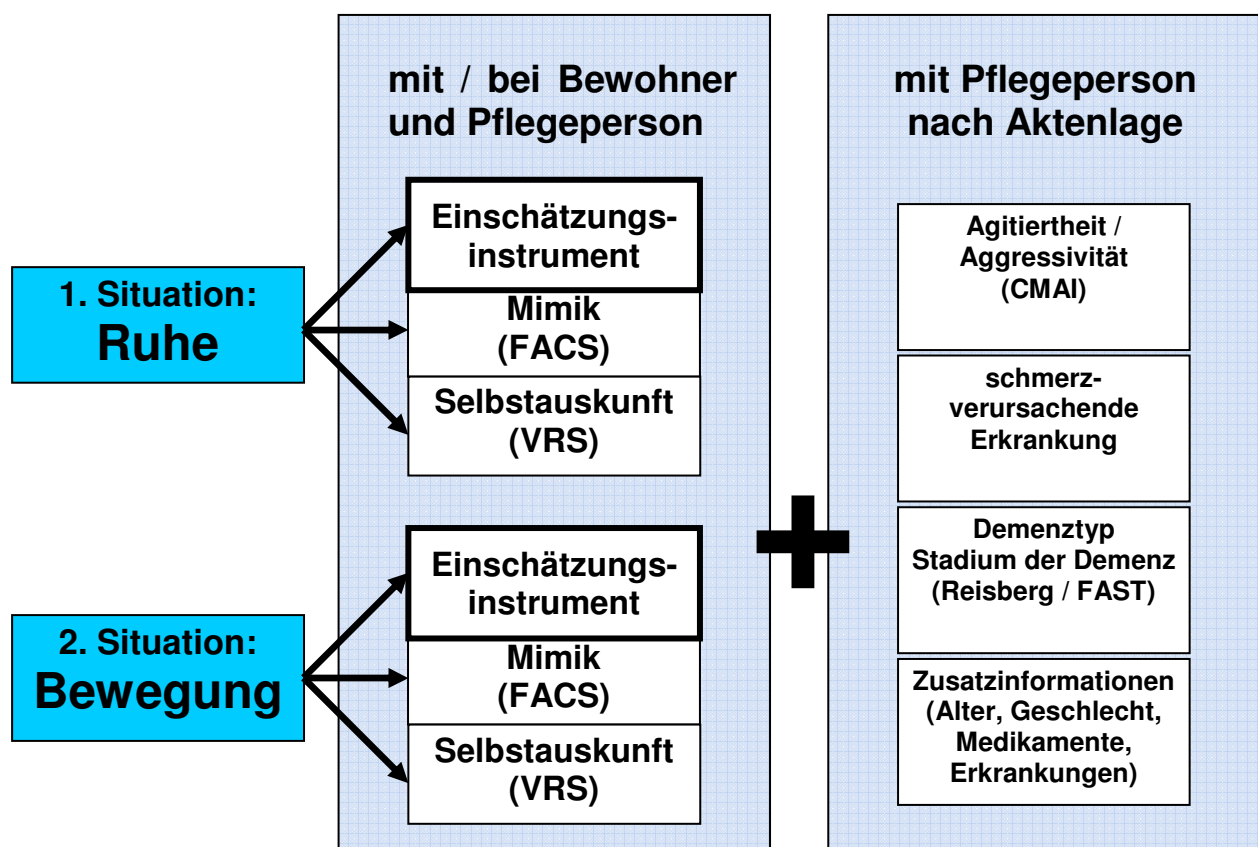 mit / bei Bewohner
und Pflegeperson
mit Pflegeperson
nach Aktenlage
1. Situation:
Ruhe
Einschätzungs-
instrument
Mimik
(FACS)
Selbstauskunft
(VRS)
2. Situation:
Bewegung
Einschätzungs-
instrument
Mimik
(FACS)
Selbstauskunft
(VRS)
Agitiertheit /
Aggressivität
(CMAI)
schmerz-
verursachende
Erkrankung
Demenztyp
Stadium der Demenz
(Reisberg / FAST)
Zusatzinformationen
(Alter, Geschlecht,
Medikamente,
Erkrankungen)